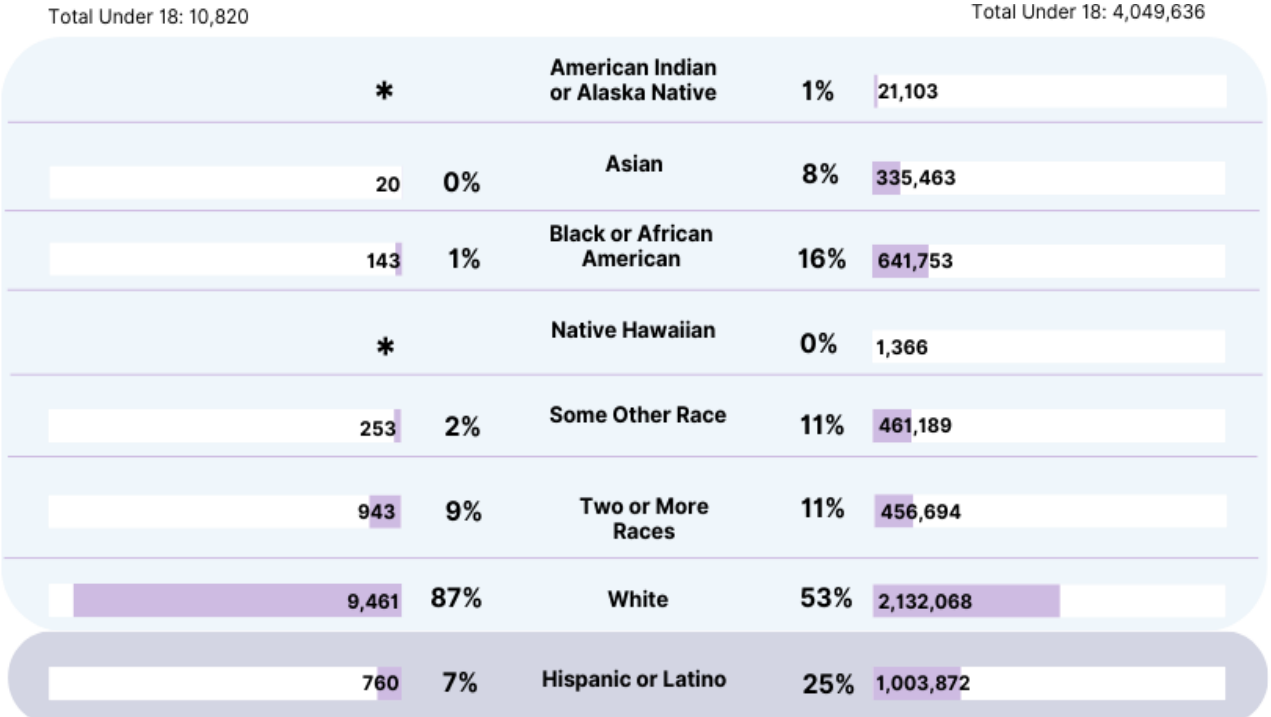 Total Under 18: 10,820
Total Under 18: 4,049,636
American Indian
or Alaska Native
* 1% 21,103
Asian
20 0% 8% 335,463
Black or African
American
143 1% 16% 641,753
Native Hawaiian
* 0% 1,366
Some Other Race
253 2% 11% 461,189
Two or More
Races
943 9% 11% 456,694
9,461 87% White 53% 2,132,068
760 7% Hispanic or Latino 25% 1,003,872